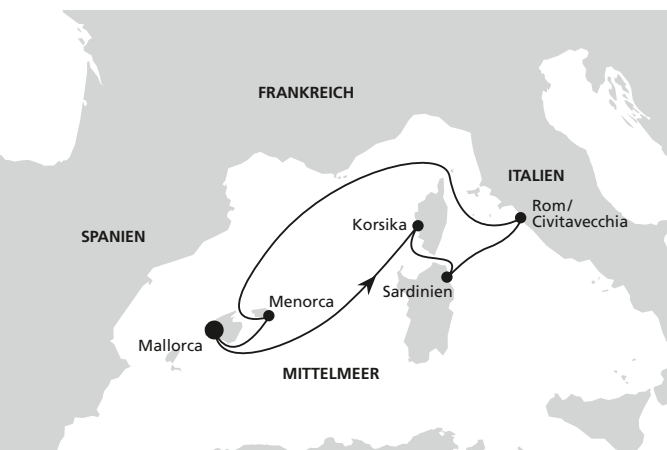 FRANKREICH
ITALIEN
Rom/
Civitavecchia
Korsika
SPANIEN
Sardinien
Menorca
Mallorca
MITTELMEER